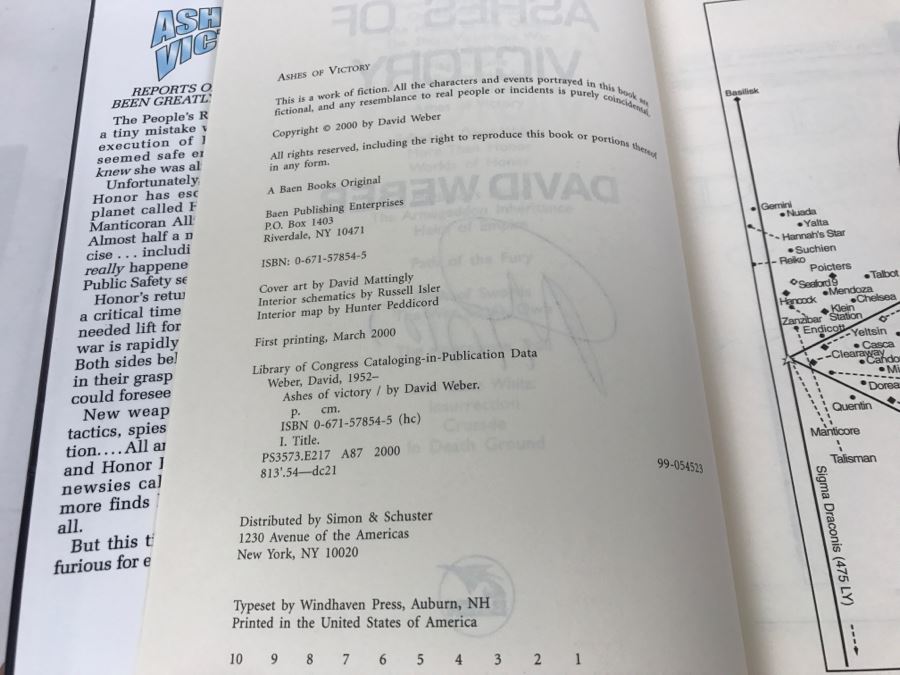 ASH
VIC
REPORTS O
BEEN GREATL
The People's R
a tiny mistake
execution of
seemed safe er
knew she was al
Unfortunately
Honor has esc
planet called
Manticoran All
Almost half a n
cise . . . includi
really happene
Public Safety se
Honor's retu
a critical time
needed lift for
war is rapidly
Both sides bel
in their grasp
could foresee
New weap
tactics, spies
tion....All ar
and Honor
newsies cal
more finds
all.
But this ti
furious for e
ASHES OF VICTORY
This is a work of fiction. All the characters and events portrayed in this book are
fictional, and any resemblance to real people or incidents is purely coincidental.
Copyright © 2000 by David Weber
All rights reserved, including the right to reproduce this book or portions thereof
in any form.
A Baen Books Original
Baen Publishing Enterprises
P.O. Box 1403
Riverdale, NY 10471
ISBN: 0-671-57854-5
Cover art by David Mattingly
Interior schematics by Russell Isler
Interior map by Hunter Peddicord
First printing, March 2000
Library of Congress Cataloging-in-Publication Data
Weber, David, 1952–
Ashes of victory / by David Weber.
p. cm.
ISBN 0-671-57854-5 (hc)
I. Title.
PS3573.E217 A87 2000
813'.54—dc21
99-054523
Distributed by Simon & Schuster
1230 Avenue of the Americas
New York, NY 10020
Typeset by Windhaven Press, Auburn, NH
Printed in the United States of America
10 9 8 7 6 5 4 3 2 1
Basilisk
Gemini
Nuada
Yalta
Hannah's Star
Suchien
Reiko
Poicters
Talbot
Seaford 9
Mendoza
Hancock
Chelsea
Klein
Station
Zanzibar
Endicott
Yeltsin
Casca
Clearaway
Cando
Mi
Dorea
Quentin
Manticore
Talisman
Sigma Draconis (475 LY)